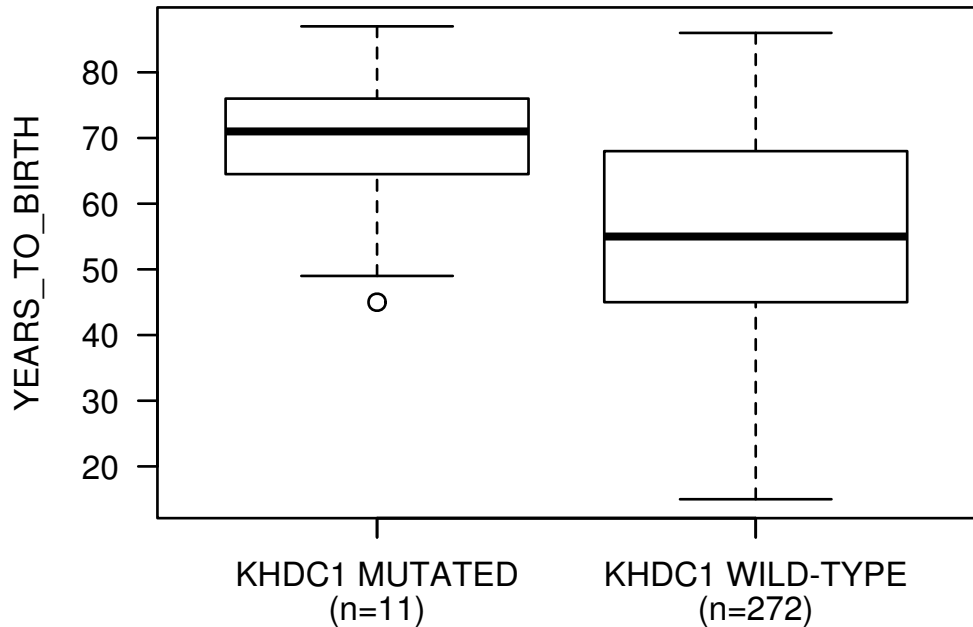 YEARS_TO_BIRTH
80
70
60
50
40
30
20
KHDC1 MUTATED
(n=11)
KHDC1 WILD-TYPE
(n=272)